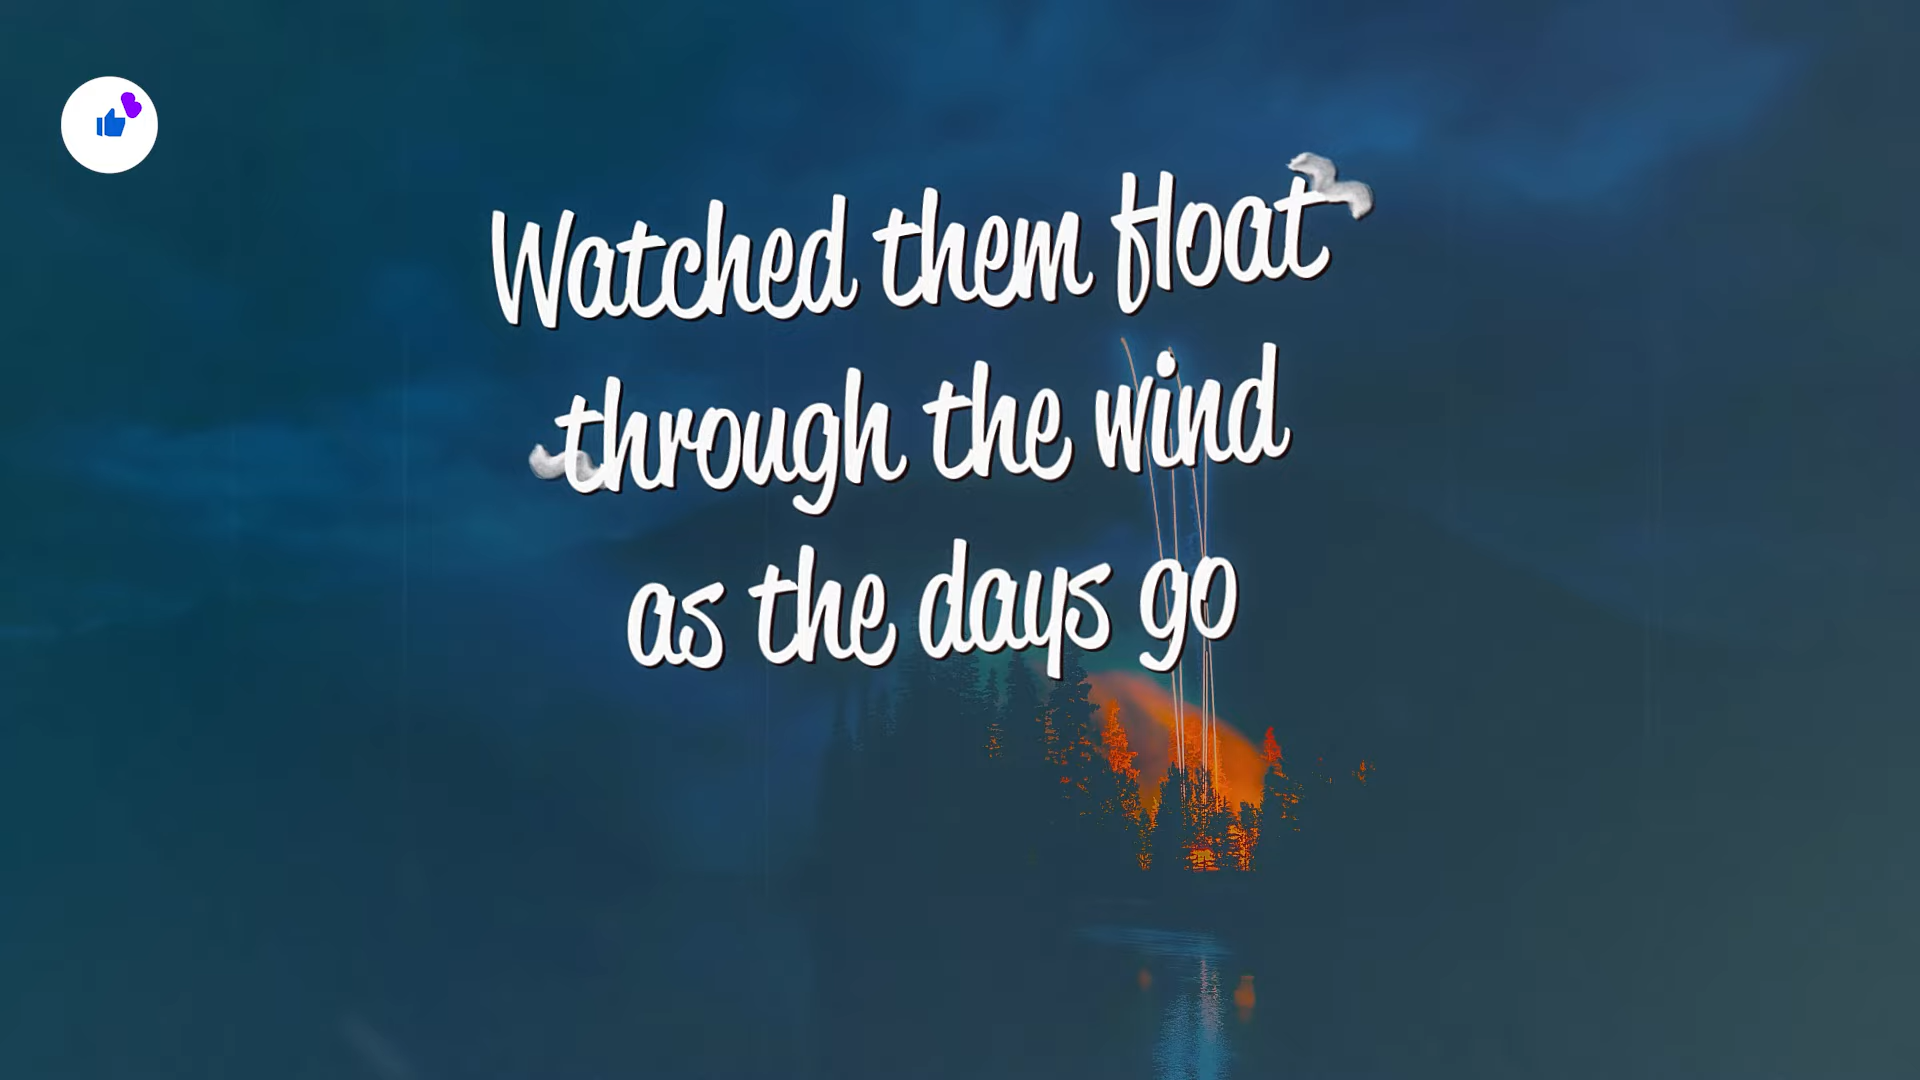 Watched them float
through the wind
as the days go